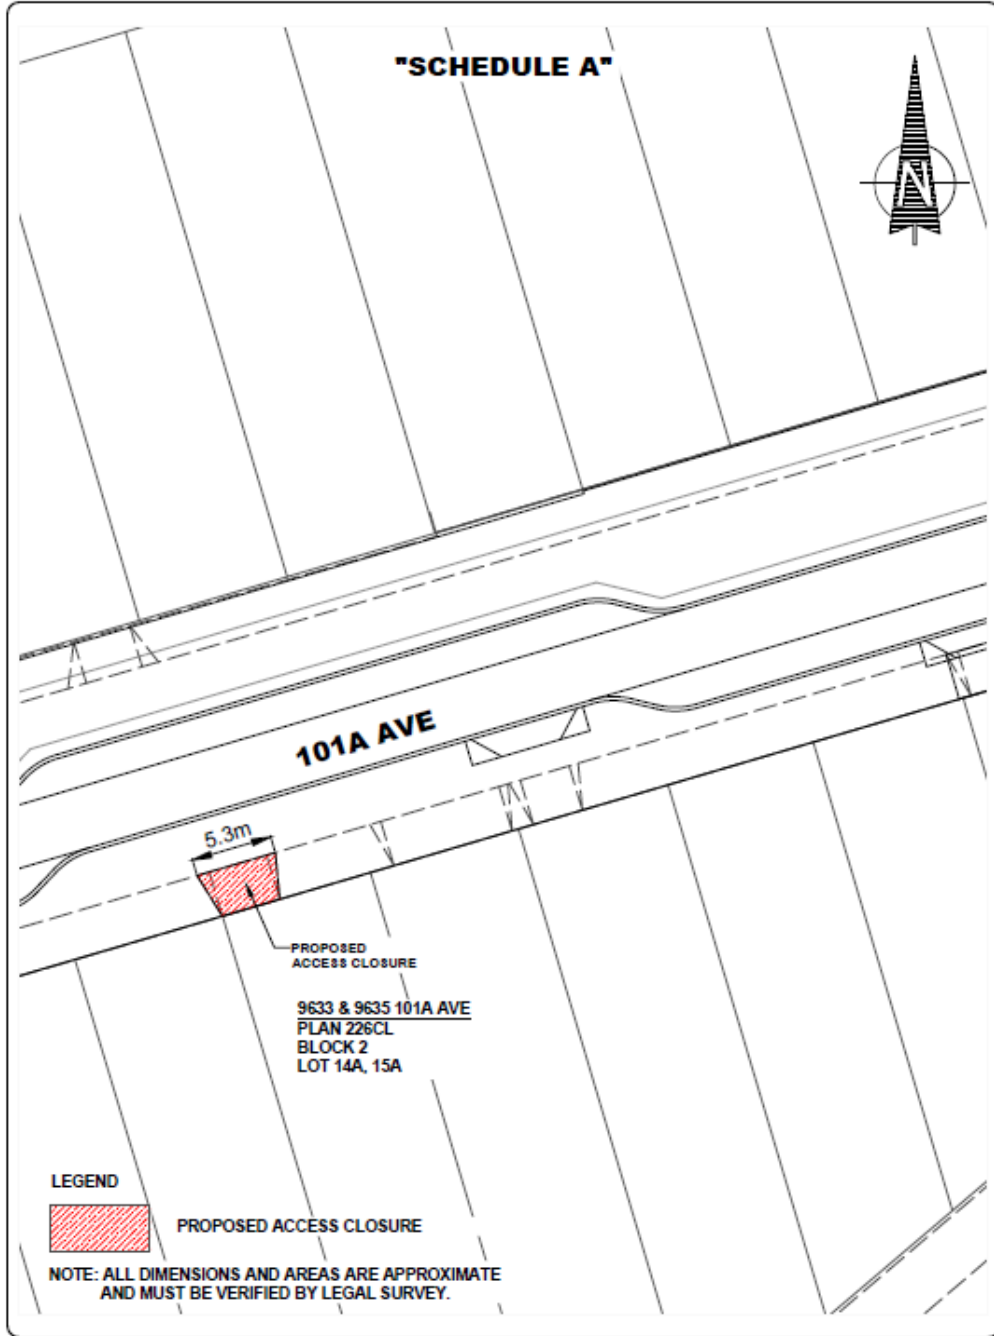 "SCHEDULE A"
N
101A AVE
5.3m
PROPOSED
ACCESS CLOSURE
9633 & 9635 101A AVE
PLAN 226CL
BLOCK 2
LOT 14A, 15A
LEGEND
PROPOSED ACCESS CLOSURE
NOTE: ALL DIMENSIONS AND AREAS ARE APPROXIMATE
AND MUST BE VERIFIED BY LEGAL SURVEY.